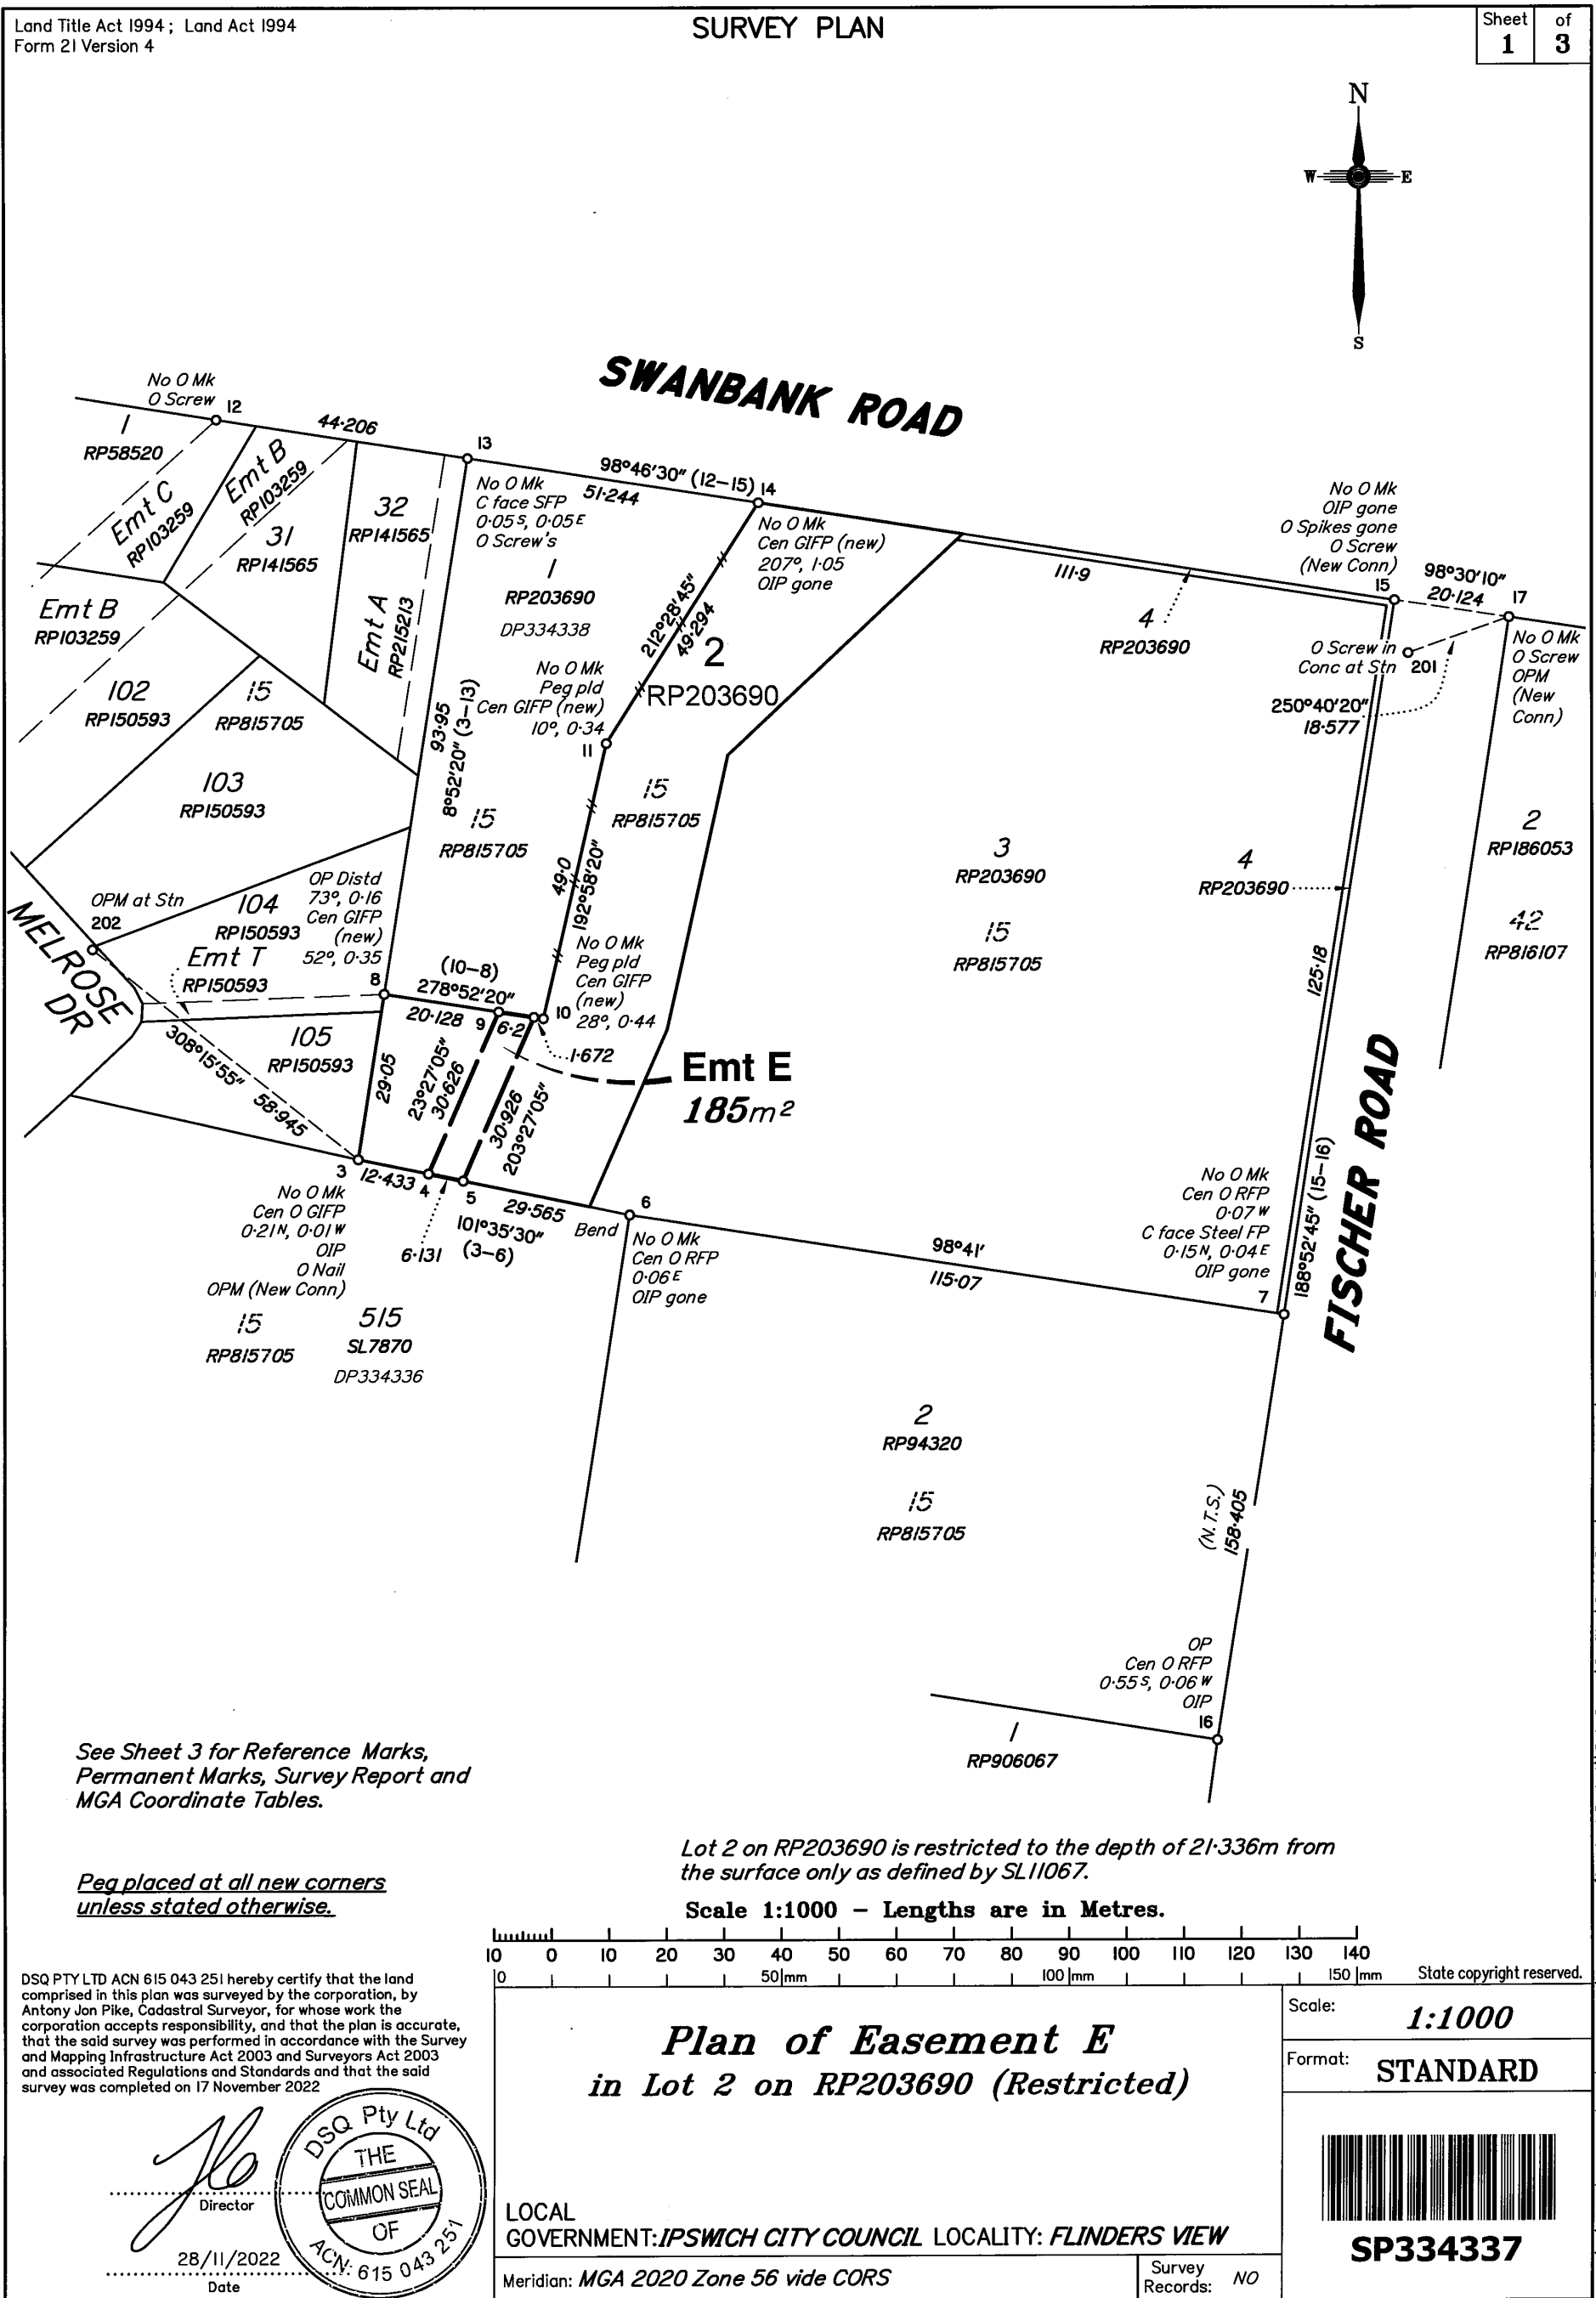 Land Title Act 1994 ; Land Act 1994
Form 21 Version 4
SURVEY PLAN
Sheet of
1 3
N
W E
S
SWANBANK ROAD
No O Mk
O Screw
12
44·206
13
98°46'30" (12–15)
51·244
14
1
RP58520
Emt C
RP103259
Emt B
RP103259
31
RP141565
32
RP141565
Emt A
RP215213
No O Mk
C face SFP
0·05 S, 0·05 E
O Screw's
1
RP203690
DP334338
No O Mk
Cen GIFP (new)
207°, 1·05
OIP gone
212°28'45"
49·294
2
RP203690
111·9
4
RP203690
No O Mk
OIP gone
O Spikes gone
O Screw
(New Conn)
15
98°30'10"
20·124
17
No O Mk
O Screw
OPM
(New
Conn)
O Screw in
Conc at Stn
201
250°40'20"
18·577
Emt B
RP103259
102
RP150593
15
RP815705
103
RP150593
93·95
8°52'20" (3–13)
No O Mk
Peg pld
Cen GIFP (new)
10°, 0·34
11
15
RP815705
15
RP815705
49·0
192°58'20"
3
RP203690
15
RP815705
4
RP203690
2
RP186053
42
RP816107
125·18
MELROSE
DR
OPM at Stn
202
104
RP150593
OP Distd
73°, 0·16
Cen GIFP
(new)
52°, 0·35
Emt T
RP150593
8
(10–8)
278°52'20"
20·128
9
6·2
10
No O Mk
Peg pld
Cen GIFP
(new)
28°, 0·44
1·672
105
RP150593
308°15'55"
58·945
29·05
23°27'05"
30·626
30·926
203°27'05"
Emt E
185m²
FISCHER ROAD
3
12·433
4
5
29·565
101°35'30"
(3–6)
6·131
Bend
6
No O Mk
Cen O GIFP
0·21 N, 0·01 W
OIP
O Nail
OPM (New Conn)
No O Mk
Cen O RFP
0·06 E
OIP gone
98°41'
115·07
No O Mk
Cen O RFP
0·07 W
C face Steel FP
0·15 N, 0·04 E
OIP gone
7
188°52'45" (15–16)
15
RP815705
515
SL7870
DP334336
2
RP94320
15
RP815705
(N.T.S.)
158·405
OP
Cen O RFP
0·55 S, 0·06 W
OIP
16
1
RP906067
See Sheet 3 for Reference Marks,
Permanent Marks, Survey Report and
MGA Coordinate Tables.
Peg placed at all new corners
unless stated otherwise.
Lot 2 on RP203690 is restricted to the depth of 21·336m from
the surface only as defined by SL11067.
Scale 1:1000 – Lengths are in Metres.
10 0 10 20 30 40 50 60 70 80 90 100 110 120 130 140
0 50 mm 100 mm 150 mm
State copyright reserved.
DSQ PTY LTD ACN 615 043 251 hereby certify that the land
comprised in this plan was surveyed by the corporation, by
Antony Jon Pike, Cadastral Surveyor, for whose work the
corporation accepts responsibility, and that the plan is accurate,
that the said survey was performed in accordance with the Survey
and Mapping Infrastructure Act 2003 and Surveyors Act 2003
and associated Regulations and Standards and that the said
survey was completed on 17 November 2022
Director
28/11/2022
Date
DSQ Pty Ltd
THE
COMMON SEAL
OF
ACN: 615 043 251
Plan of Easement E
in Lot 2 on RP203690 (Restricted)
LOCAL
GOVERNMENT: IPSWICH CITY COUNCIL LOCALITY: FLINDERS VIEW
Meridian: MGA 2020 Zone 56 vide CORS
Survey
Records: NO
Scale: 1:1000
Format: STANDARD
SP334337